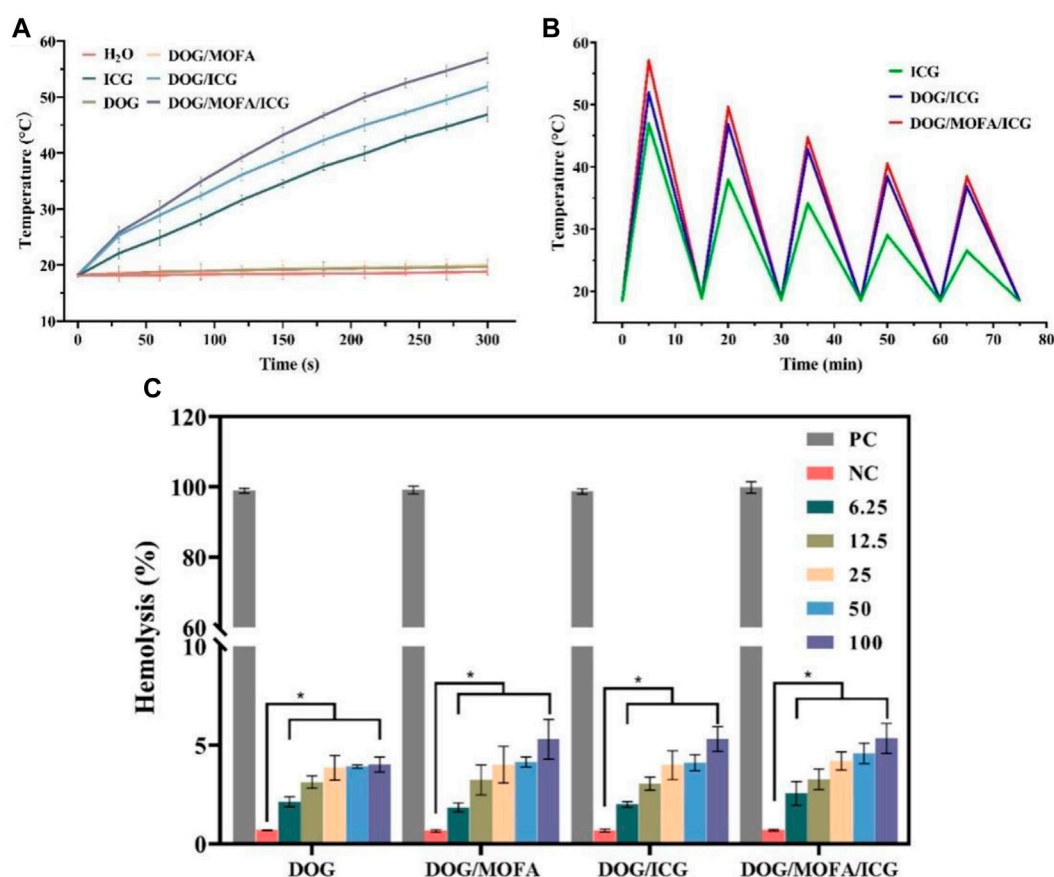 A
60
50
40
30
20
10
Temperature (°C)
H₂O
ICG
DOG
DOG/MOFA
DOG/ICG
DOG/MOFA/ICG
0 50 100 150 200 250 300
Time (s)
B
60
50
40
30
20
Temperature (°C)
ICG
DOG/ICG
DOG/MOFA/ICG
0 10 20 30 40 50 60 70 80
Time (min)
C
120
100
80
60
10
5
0
Hemolysis (%)
PC
NC
6.25
12.5
25
50
100
* * * *
DOG DOG/MOFA DOG/ICG DOG/MOFA/ICG